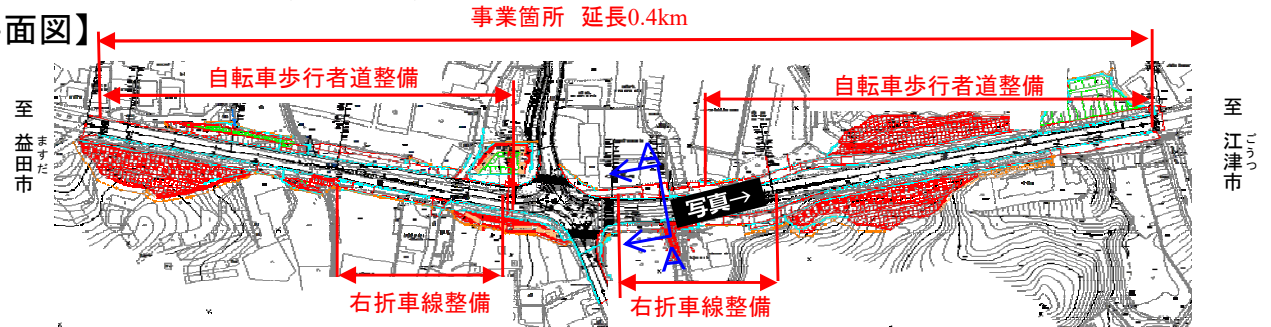 面図】
事業箇所 延長0.4km
自転車歩行者道整備
自転車歩行者道整備
至 益田市
ますだ
至 江津市
ごうつ
A
写真→
A
右折車線整備
右折車線整備